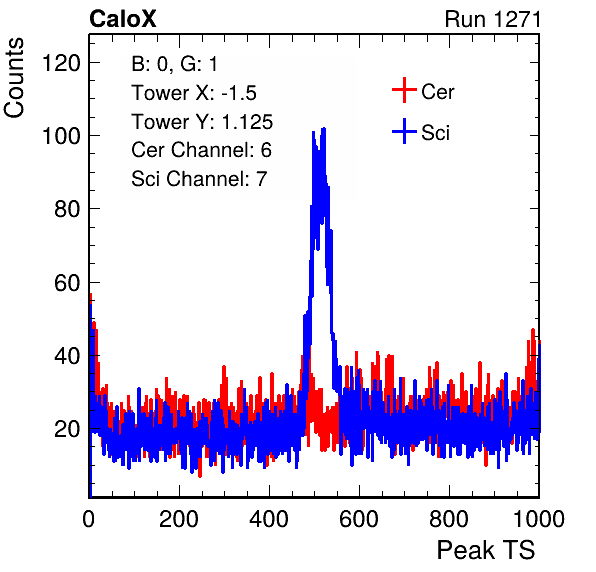 CaloX Run 1271
Counts
120
100
80
60
40
20
B: 0, G: 1
Tower X: -1.5
Tower Y: 1.125
Cer Channel: 6
Sci Channel: 7
Cer
Sci
0 200 400 600 800 1000
Peak TS